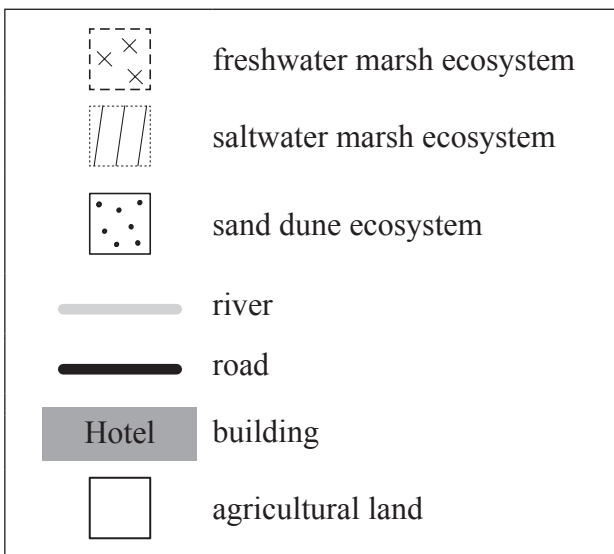 freshwater marsh ecosystem
saltwater marsh ecosystem
sand dune ecosystem
river
road
Hotel building
agricultural land